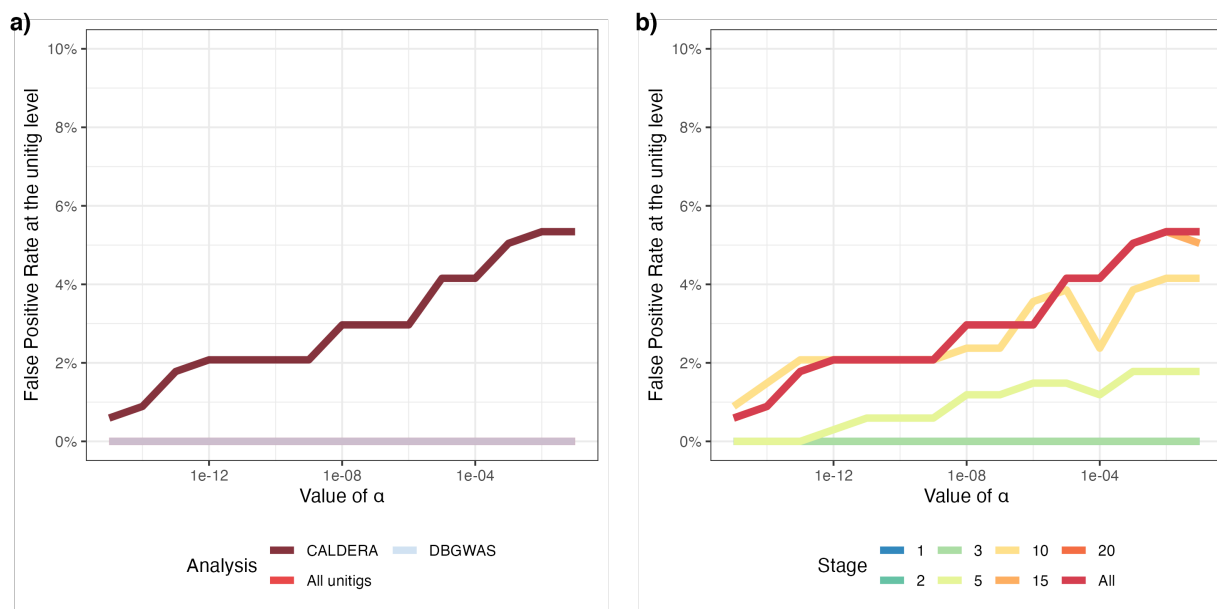 a)
False Positive Rate at the unitig level
10%
8%
6%
4%
2%
0%
1e-12 1e-08 1e-04
Value of α
Analysis
CALDERA DBGWAS
All unitigs
b)
False Positive Rate at the unitig level
10%
8%
6%
4%
2%
0%
1e-12 1e-08 1e-04
Value of α
Stage
1 3 10 20
2 5 15 All